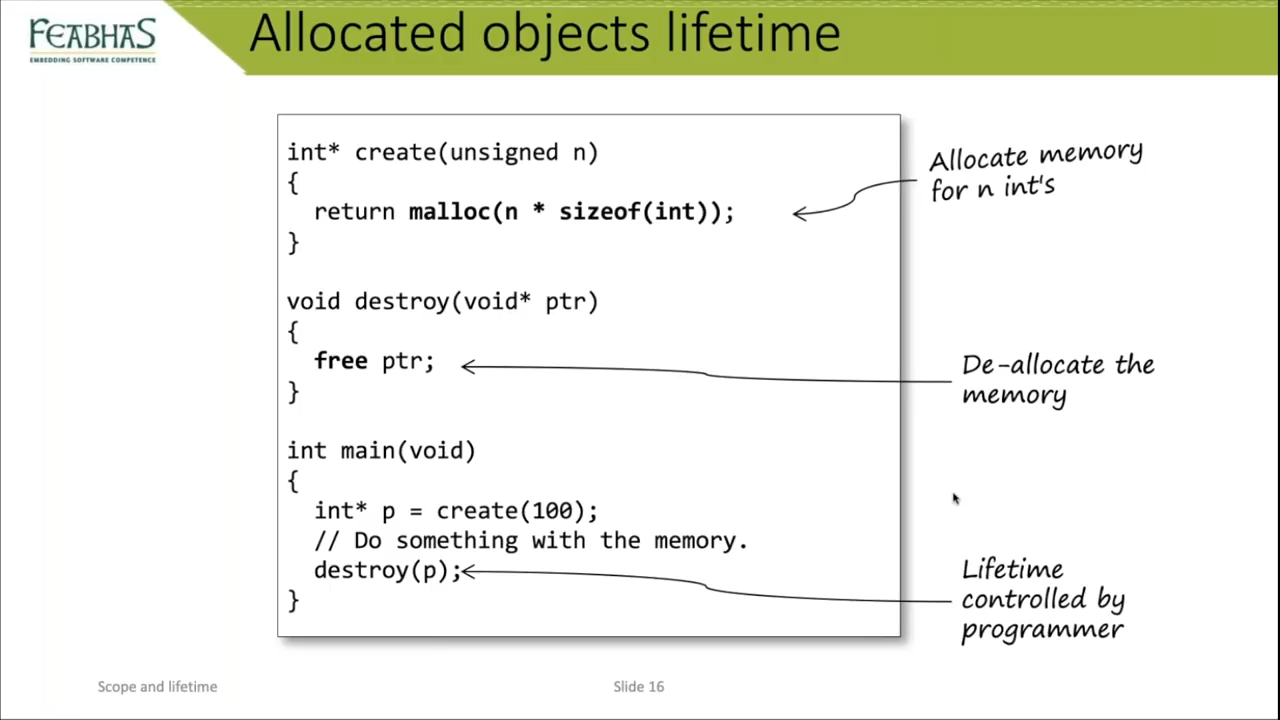 FEABHAS
EMBEDDING SOFTWARE COMPETENCE
Allocated objects lifetime
int* create(unsigned n)
{
return malloc(n * sizeof(int));
}
Allocate memory
for n int's
void destroy(void* ptr)
{
free ptr;
}
De-allocate the
memory
int main(void)
{
int* p = create(100);
// Do something with the memory.
destroy(p);
}
Lifetime
controlled by
programmer
Scope and lifetime
Slide 16